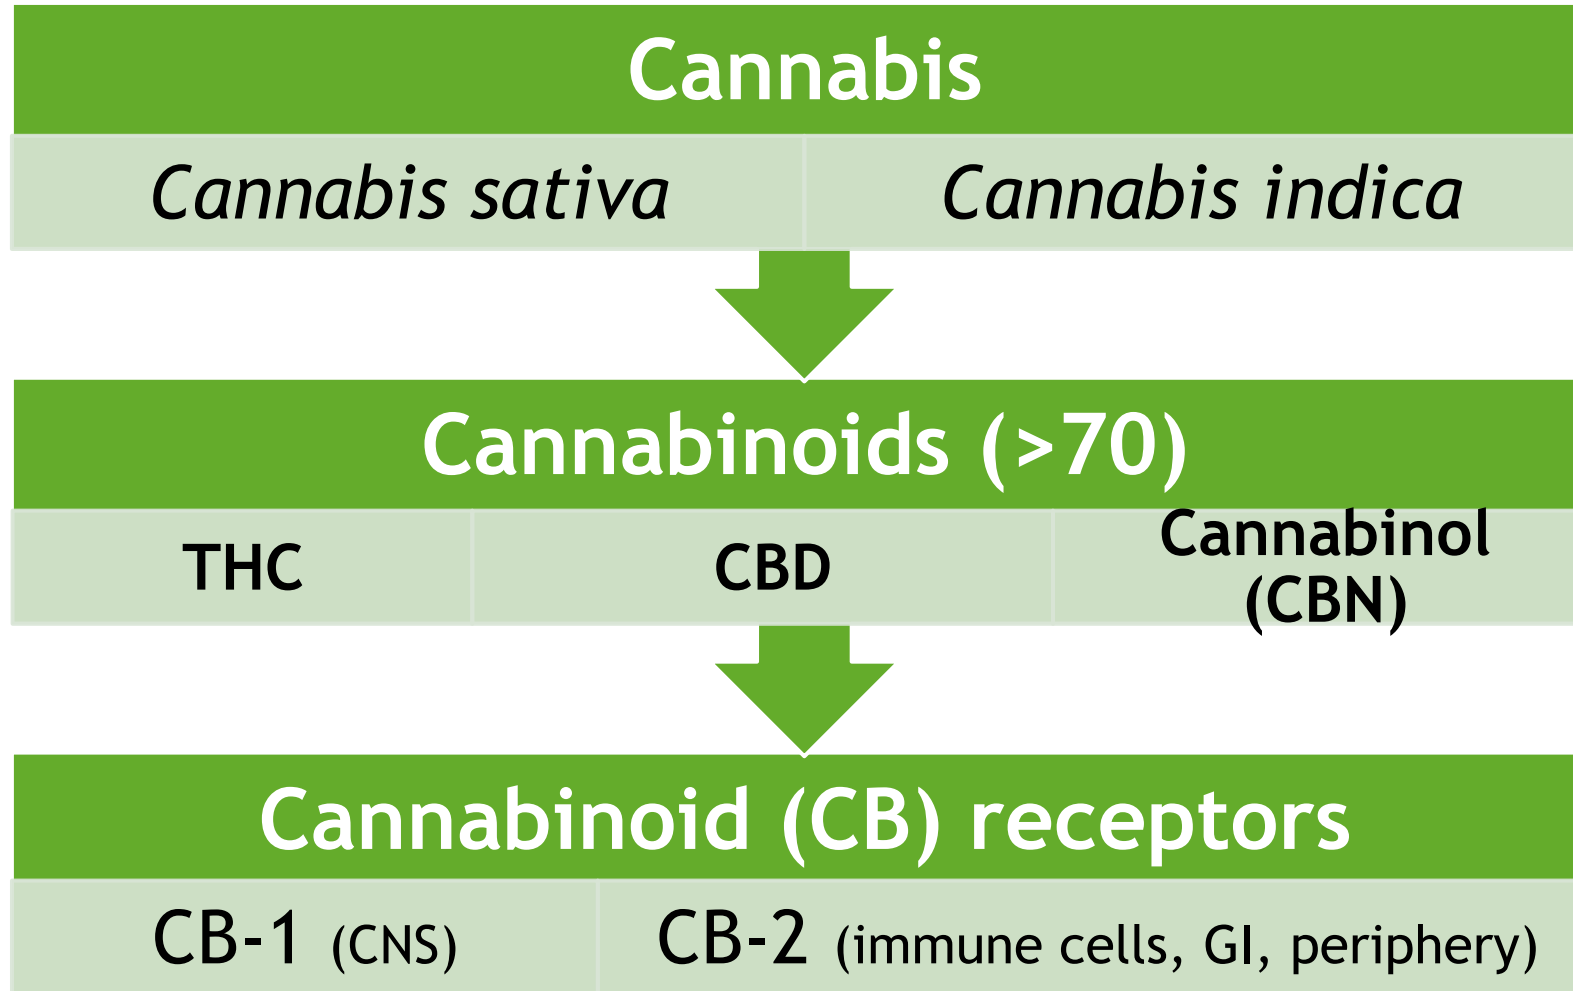 Cannabis
Cannabis sativa
Cannabis indica
Cannabinoids (>70)
THC
CBD
Cannabinol
(CBN)
Cannabinoid (CB) receptors
CB-1 (CNS)
CB-2 (immune cells, GI, periphery)